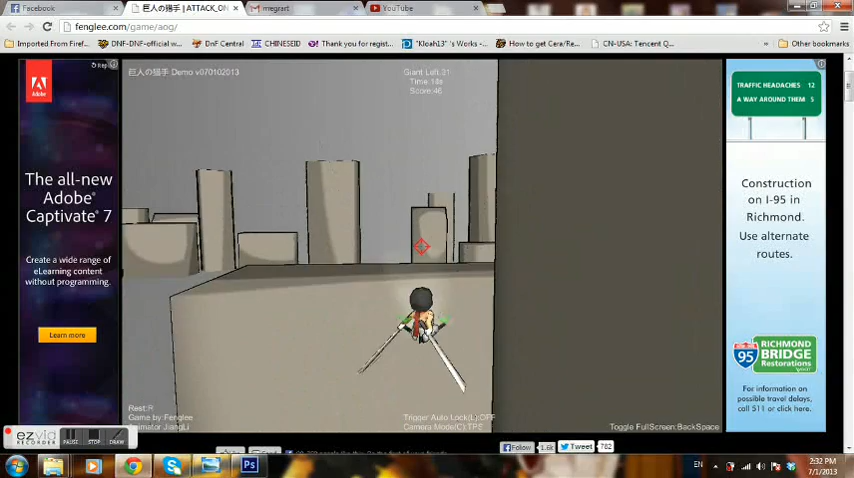 Facebook
巨人の猎手 | ATTACK_ON
megrart
YouTube
fenglee.com/game/aog/
Imported From Firef...
DNF-DNF-official w...
DnF Central
CHINESEID
Thank you for regist...
"Kloah13" 's Works -...
How to get Cera/Re...
CN-USA: Tencent Q...
Other bookmarks
Adobe
The all-new
Adobe®
Captivate® 7
Create a wide range of
eLearning content
without programming.
Learn more
巨人の猎手 Demo v070102013
Giant Left:31
Time:18s
Score:46
Rest:R
Game by:Fenglee
Animator JiangLi
Trigger Auto Lock(L):OFF
Camera Mode(C):TPS
Toggle FullScreen:BackSpace
TRAFFIC HEADACHES 12
A WAY AROUND THEM 5
Construction
on I-95 in
Richmond.
Use alternate
routes.
95
RICHMOND
BRIDGE
Restorations
For information on
possible travel delays,
call 511 or click here.
ezvid
RECORDER
PAUSE
STOP
DRAW
Follow
1.6k
Tweet
782
Ps
EN
2:32 PM
7/1/2013